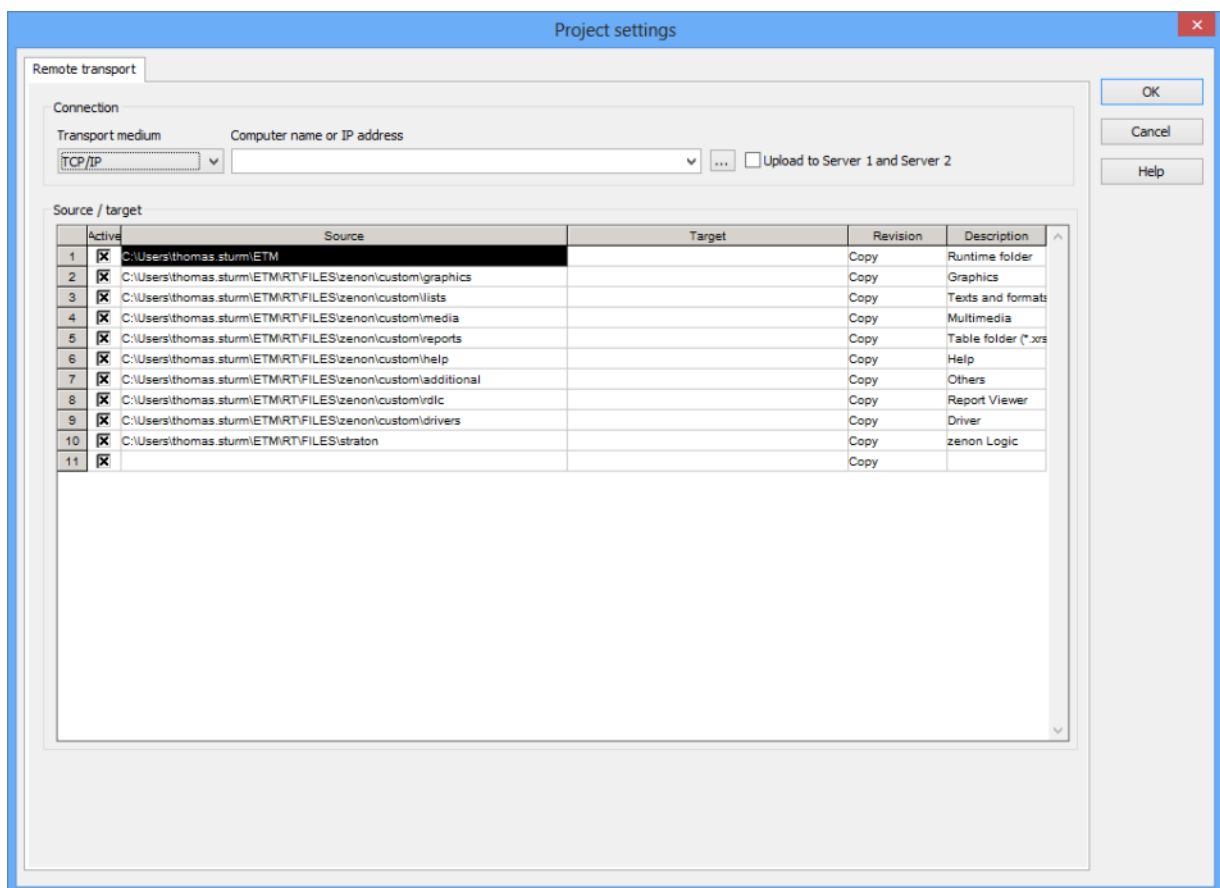 Project settings
Remote transport
OK
Cancel
Help
Connection
Transport medium Computer name or IP address
TCP/IP ... Upload to Server 1 and Server 2
Source / target
Active Source Target Revision Description
1 C:\Users\thomas.sturm\ETM Copy Runtime folder
2 C:\Users\thomas.sturm\ETM\RT\FILES\zenon\custom\graphics Copy Graphics
3 C:\Users\thomas.sturm\ETM\RT\FILES\zenon\custom\lists Copy Texts and formats
4 C:\Users\thomas.sturm\ETM\RT\FILES\zenon\custom\media Copy Multimedia
5 C:\Users\thomas.sturm\ETM\RT\FILES\zenon\custom\reports Copy Table folder (*.xrs
6 C:\Users\thomas.sturm\ETM\RT\FILES\zenon\custom\help Copy Help
7 C:\Users\thomas.sturm\ETM\RT\FILES\zenon\custom\additional Copy Others
8 C:\Users\thomas.sturm\ETM\RT\FILES\zenon\custom\rdlc Copy Report Viewer
9 C:\Users\thomas.sturm\ETM\RT\FILES\zenon\custom\drivers Copy Driver
10 C:\Users\thomas.sturm\ETM\RT\FILES\straton Copy zenon Logic
11 Copy